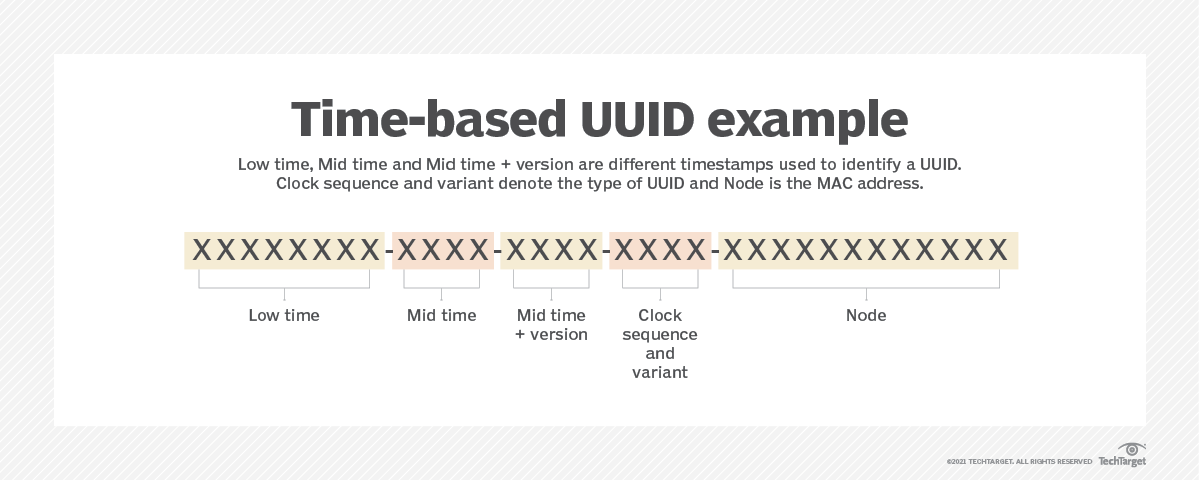 Time-based UUID example
Low time, Mid time and Mid time + version are different timestamps used to identify a UUID.
Clock sequence and variant denote the type of UUID and Node is the MAC address.
XXXXXXXX-XXXX-XXXX-XXXX-XXXXXXXXXXXX
Low time
Mid time
Mid time
+ version
Clock
sequence
and
variant
Node
©2021 TECHTARGET. ALL RIGHTS RESERVED TechTarget